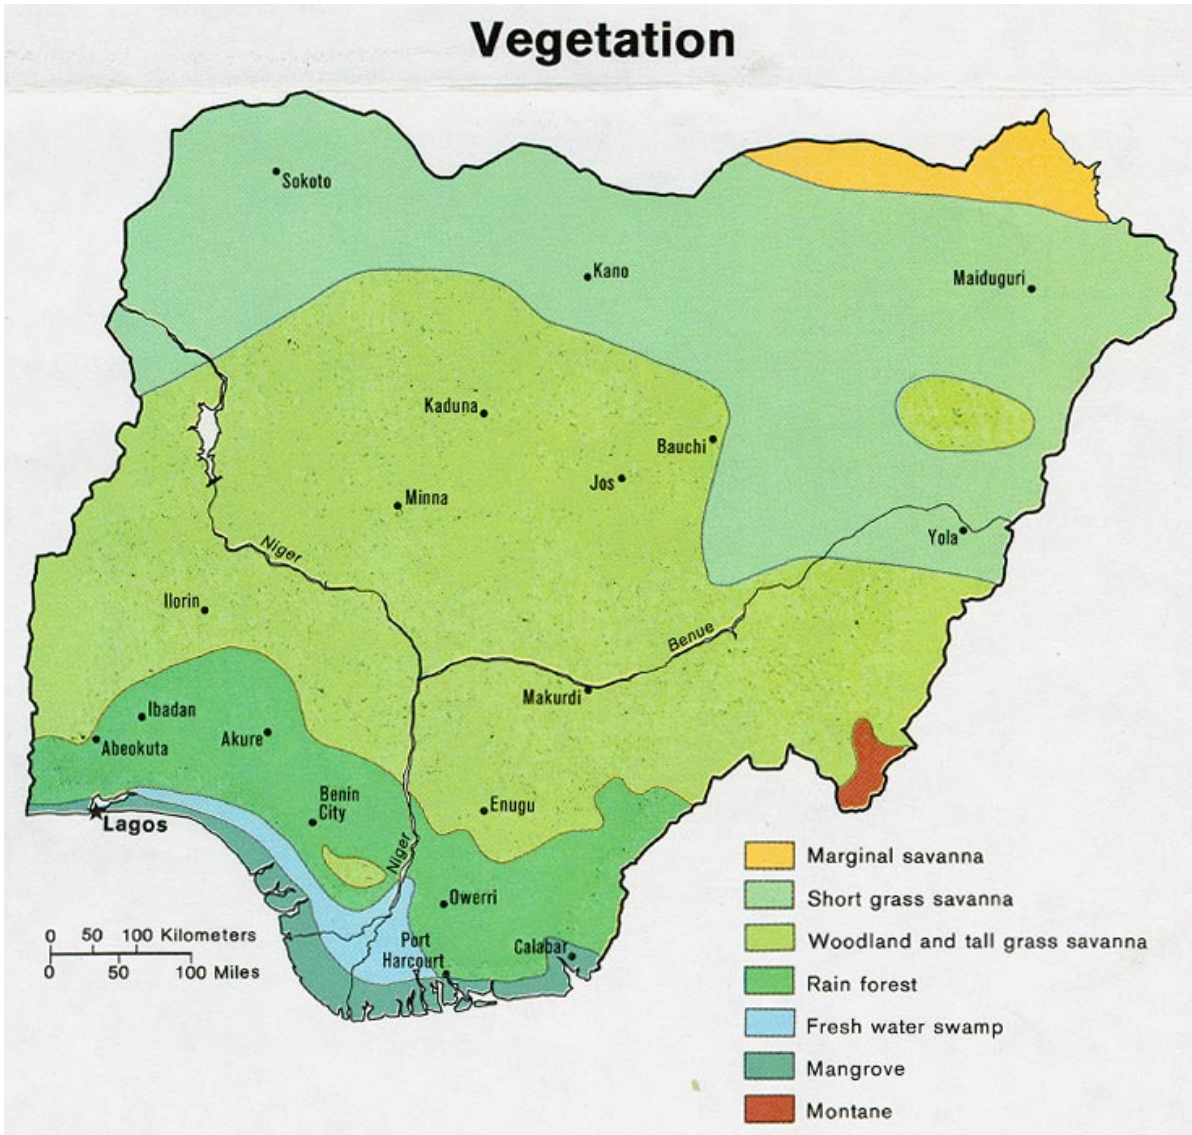 Vegetation
Sokoto
Kano
Maiduguri
Kaduna
Bauchi
Jos
Minna
Niger
Yola
Ilorin
Benue
Makurdi
Ibadan
Abeokuta
Akure
Benin
City
Enugu
Lagos
Niger
Owerri
Port
Harcourt
Calabar
0 50 100 Kilometers
0 50 100 Miles
Marginal savanna
Short grass savanna
Woodland and tall grass savanna
Rain forest
Fresh water swamp
Mangrove
Montane